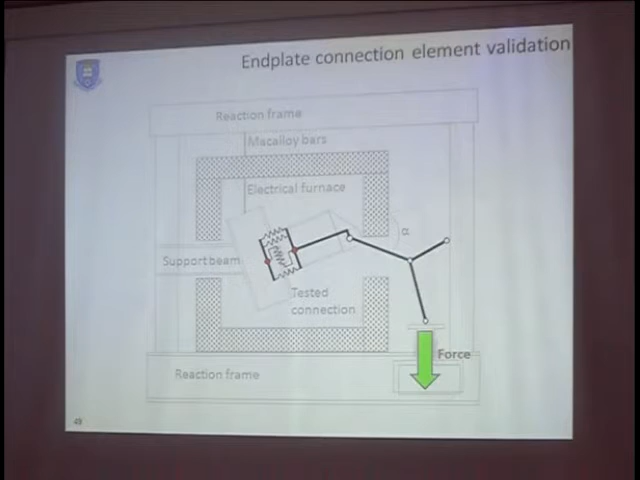 Endplate connection element validation
Reaction frame
Macalloy bars
Electrical furnace
α
Support beam
Tested
connection
Force
Reaction frame